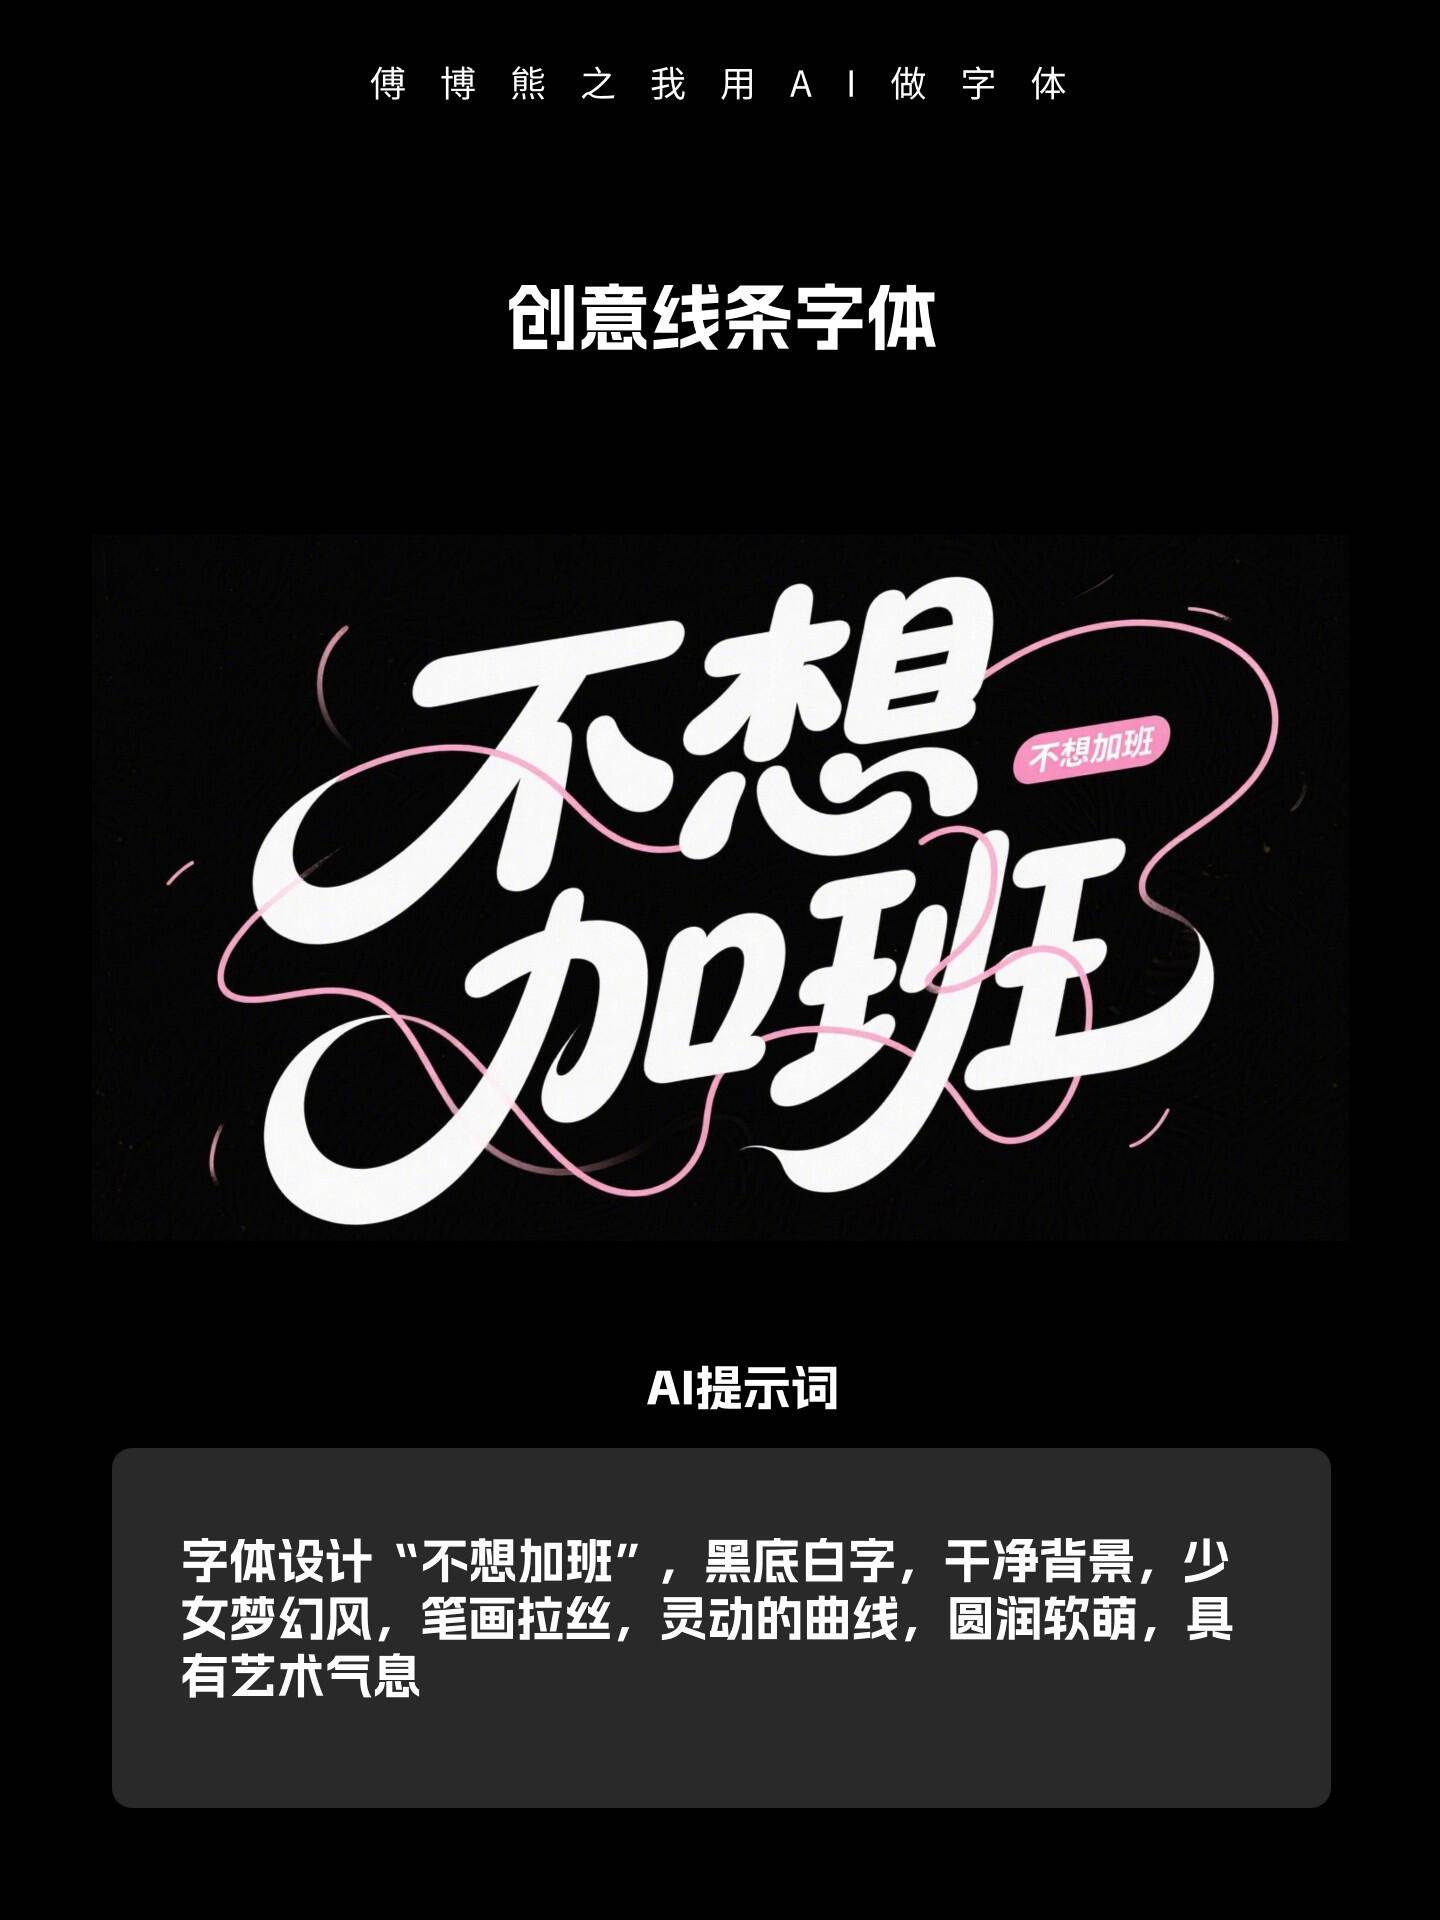 傅博熊之我用AI做字体
创意线条字体
不想
不想加班
加班
AI提示词
字体设计“不想加班”，黑底白字，干净背景，少
女梦幻风，笔画拉丝，灵动的曲线，圆润软萌，具
有艺术气息